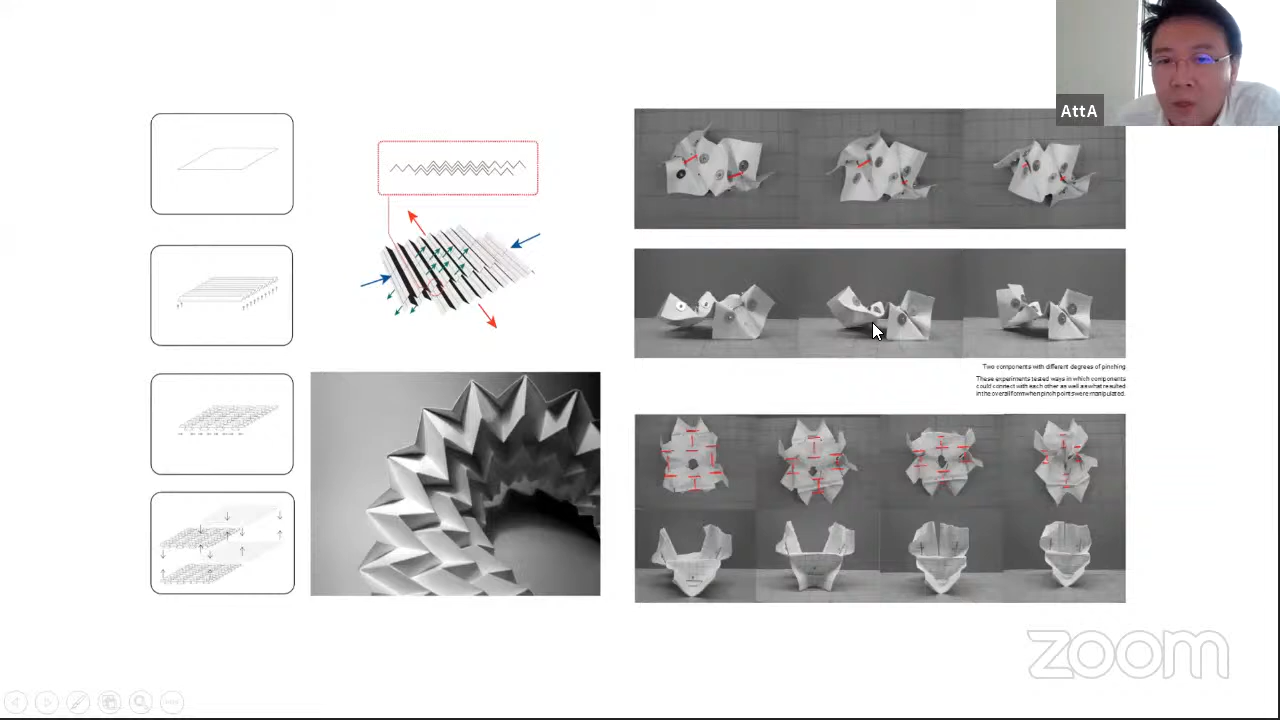 AttA
Two components with different degrees of pinching
These experiments tested ways in which components
could connect with each other as well as what resulted
in the overall form when pinch points were manipulated.
zoom